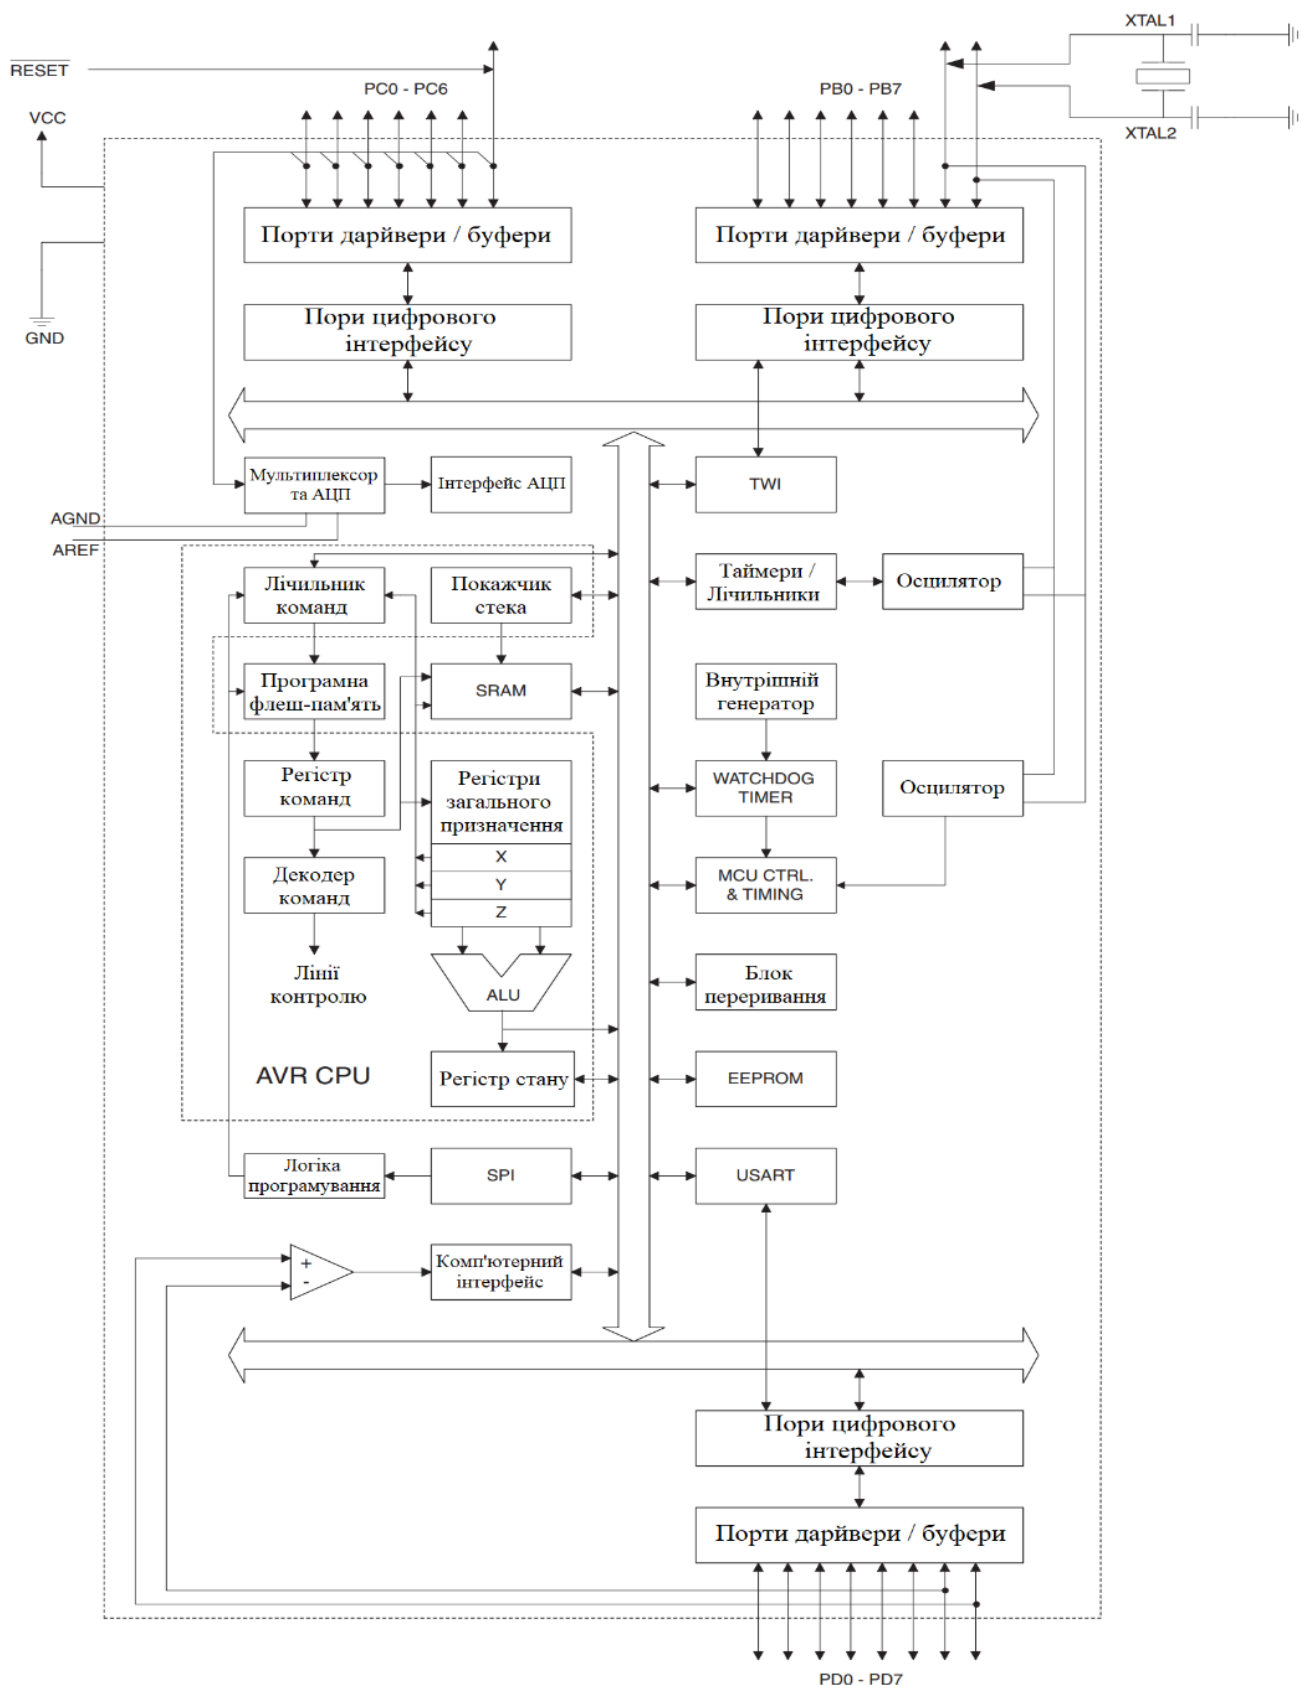 XTAL1
RESET
PC0 - PC6
PB0 - PB7
VCC
XTAL2
Порти дарйвери / буфери
Порти дарйвери / буфери
Пори цифрового
інтерфейсу
Пори цифрового
інтерфейсу
GND
Мультиплексор
та АЦП
Інтерфейс АЦП
TWI
AGND
AREF
Лічильник
команд
Покажчик
стека
Таймери /
Лічильники
Осцилятор
Програмна
флеш-пам'ять
SRAM
Внутрішній
генератор
Регістр
команд
Регістри
загального
призначення
WATCHDOG
TIMER
Осцилятор
X
Y
Z
Декодер
команд
MCU CTRL.
& TIMING
Лінії
контролю
ALU
Блок
переривання
AVR CPU
Регістр стану
EEPROM
Логіка
програмування
SPI
USART
+
-
Комп'ютерний
інтерфейс
Пори цифрового
інтерфейсу
Порти дарйвери / буфери
PD0 - PD7